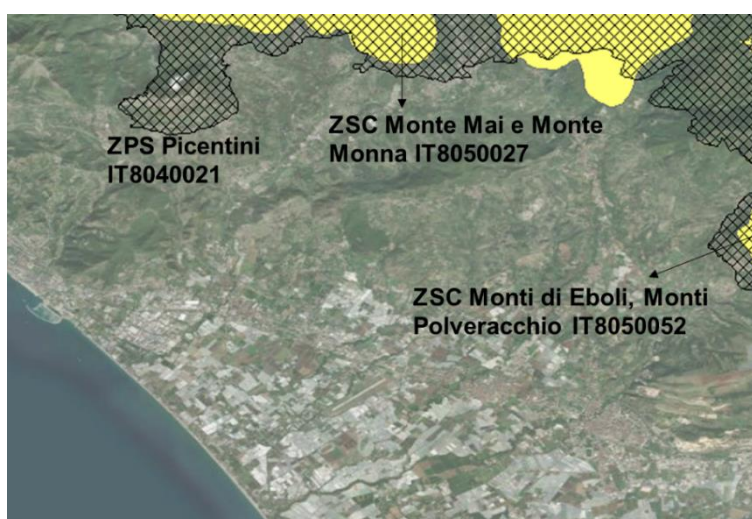 ZPS Picentini
IT8040021
ZSC Monte Mai e Monte
Monna IT8050027
ZSC Monti di Eboli, Monti
Polveracchio IT8050052